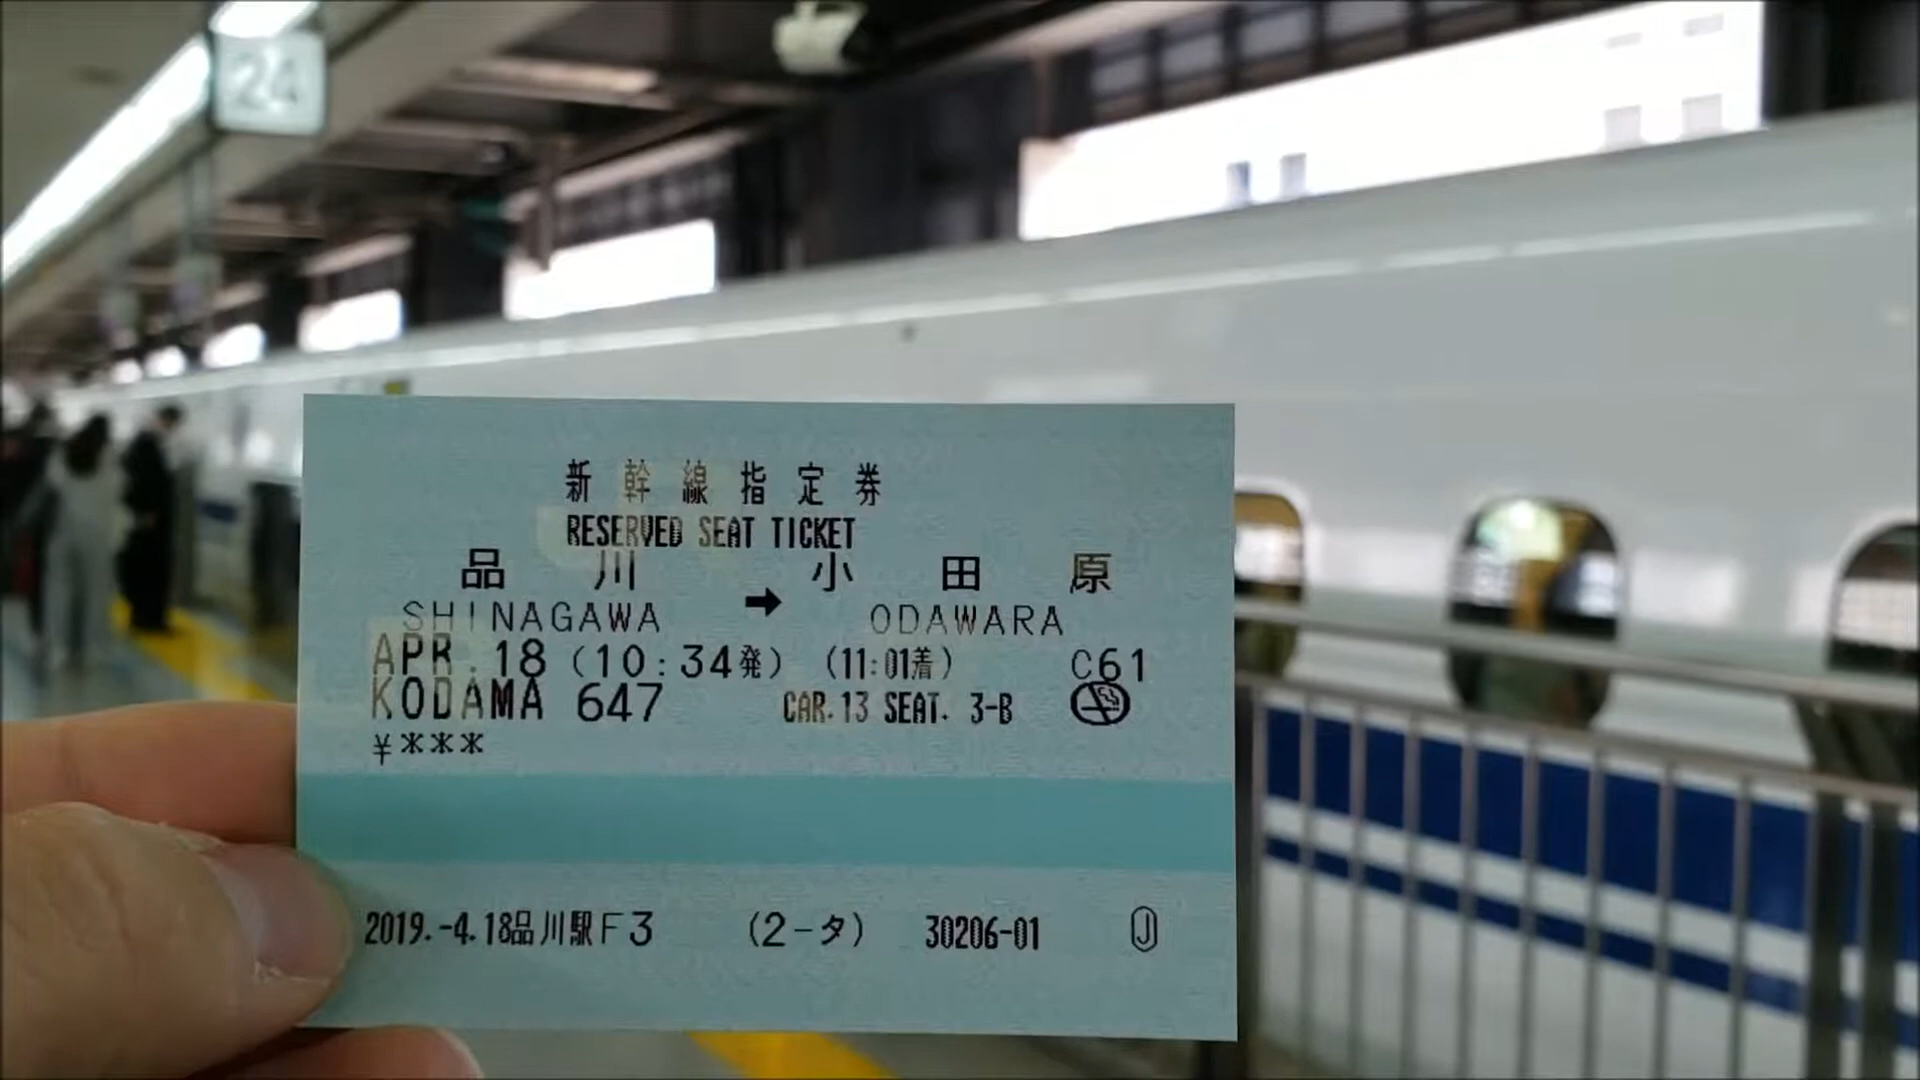 24
新幹線指定券
RESERVED SEAT TICKET
品川 → 小田原
SHINAGAWA ODAWARA
APR.18 (10:34発) (11:01着) C61
KODAMA 647 CAR.13 SEAT. 3-B
¥***
2019.-4.18品川駅F3 (2-タ) 30206-01 Ⓙ